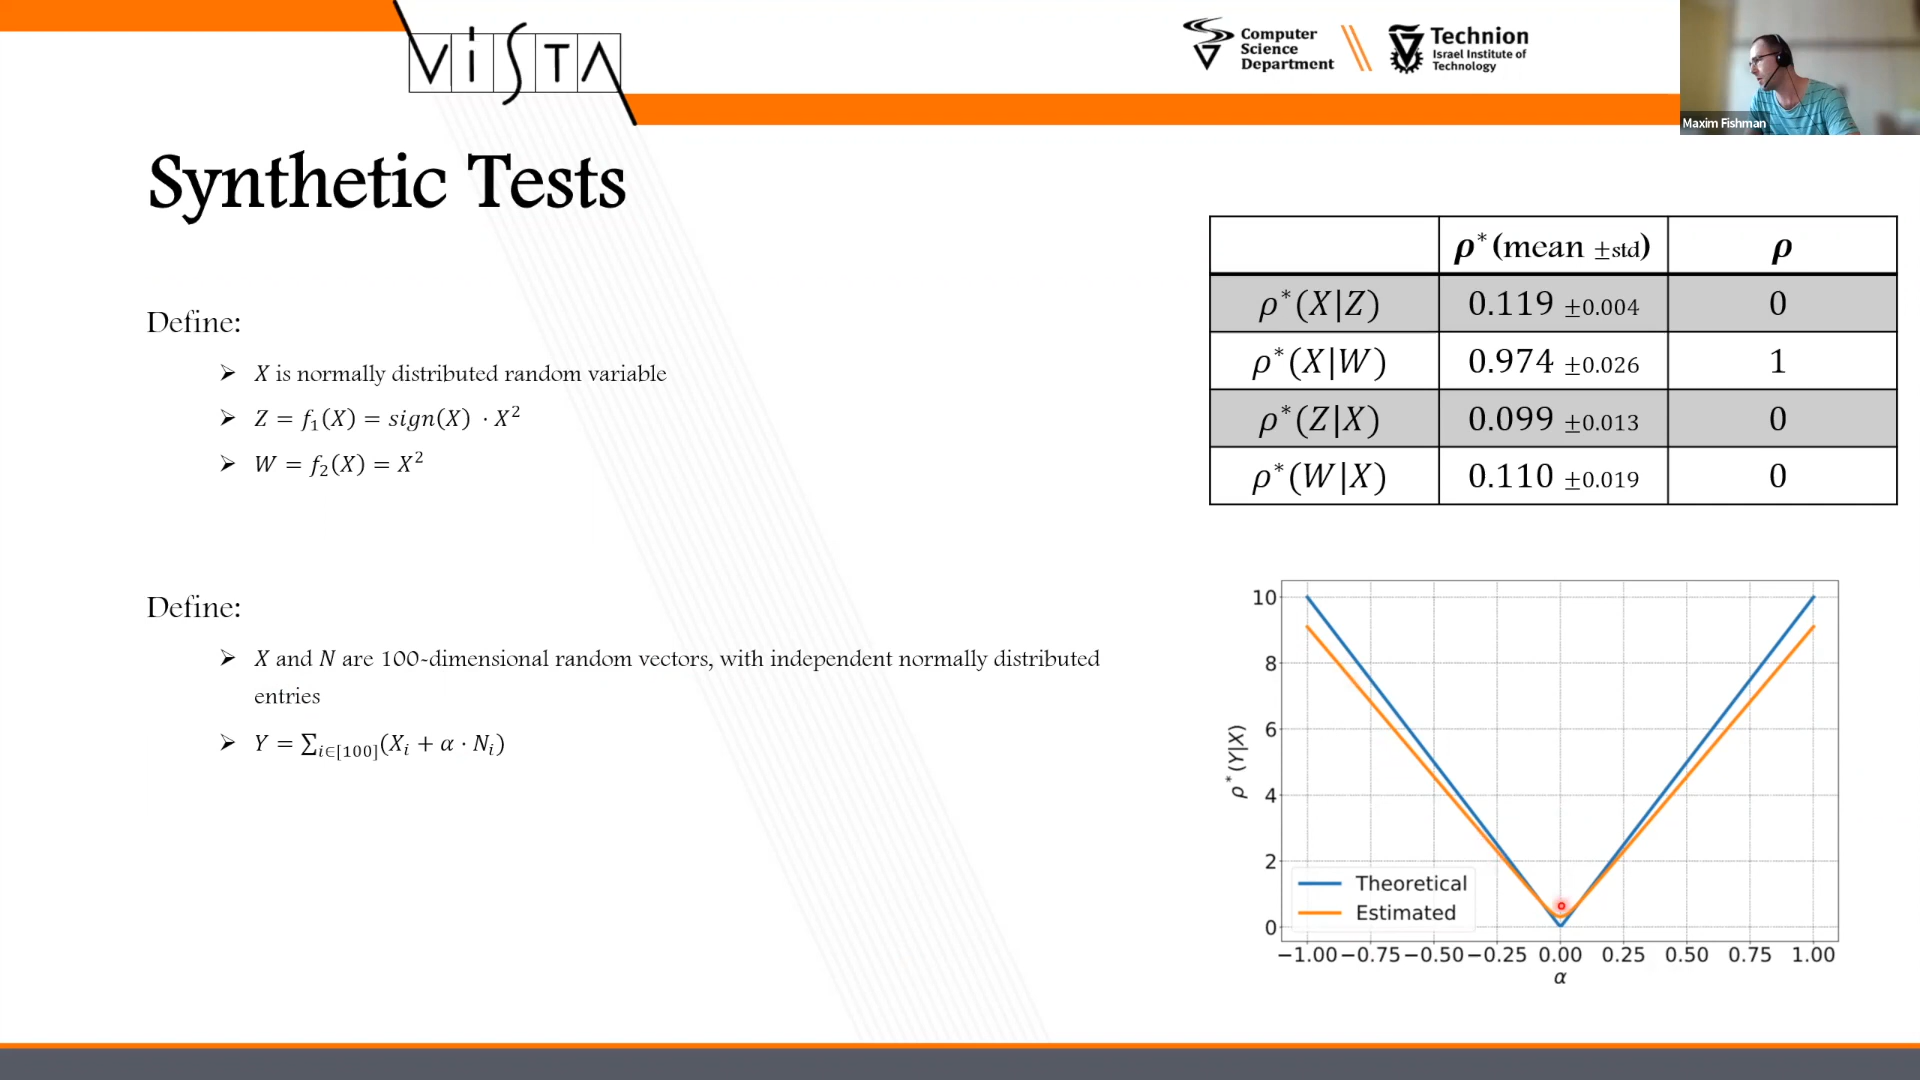 ViSTA
Computer
Science
Department
Technion
Israel Institute of
Technology
Maxim Fishman
Synthetic Tests
Define:
➢ X is normally distributed random variable
➢ Z = f₁(X) = sign(X) · X²
➢ W = f₂(X) = X²
Define:
➢ X and N are 100-dimensional random vectors, with independent normally distributed
entries
➢ Y = ∑ᵢ∈[100](Xᵢ + α · Nᵢ)
ρ* (mean ±std) ρ
ρ*(X|Z) 0.119 ±0.004 0
ρ*(X|W) 0.974 ±0.026 1
ρ*(Z|X) 0.099 ±0.013 0
ρ*(W|X) 0.110 ±0.019 0
ρ*(Y|X)
10
8
6
4
2
0
Theoretical
Estimated
−1.00 −0.75 −0.50 −0.25 0.00 0.25 0.50 0.75 1.00
α